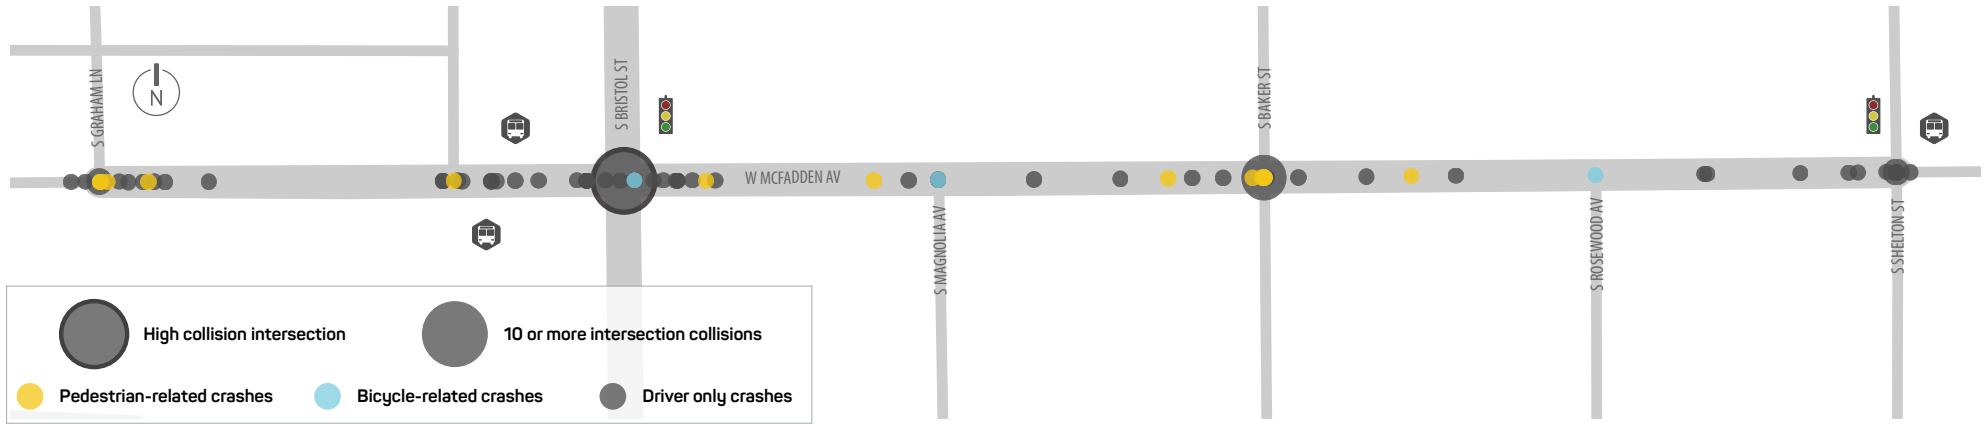 S GRAHAM LN
N
S BRISTOL ST
W MCFADDEN AV
S MAGNOLIA AV
S BAKER ST
S ROSEWOOD AV
S SHELTON ST
High collision intersection
10 or more intersection collisions
Pedestrian-related crashes
Bicycle-related crashes
Driver only crashes